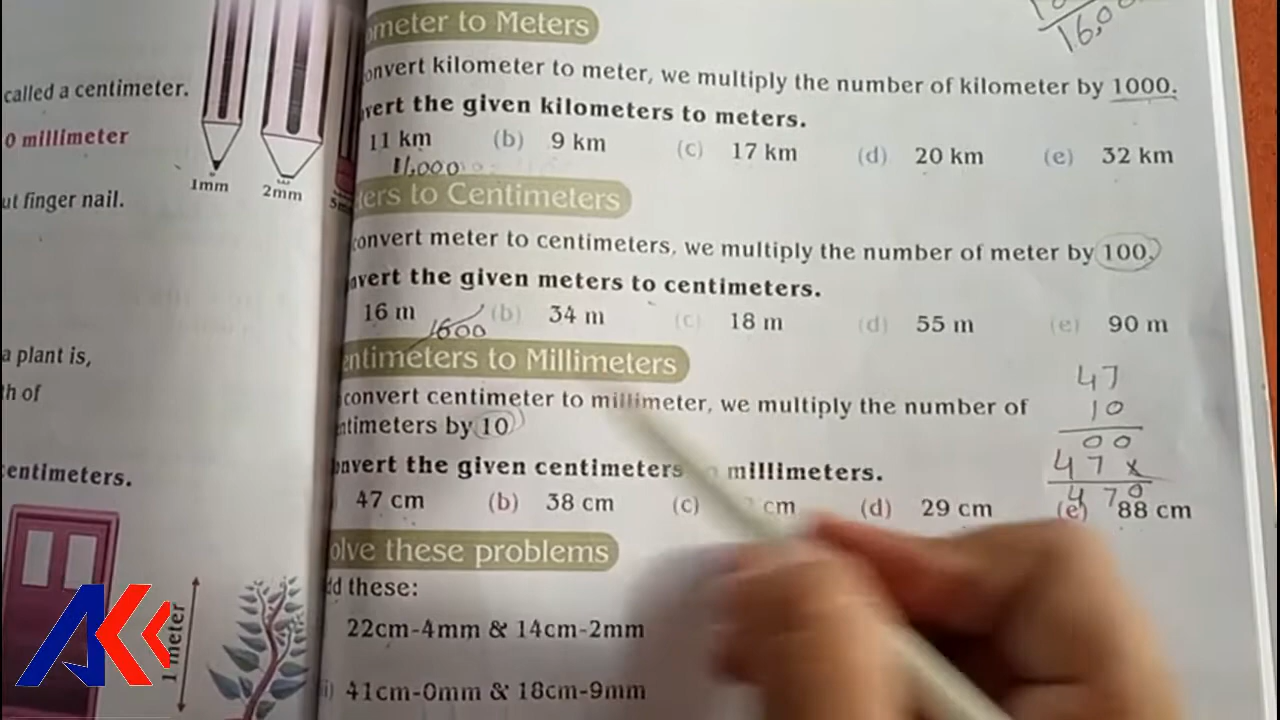 called a centimeter.
0 millimeter
1mm
2mm
ut finger nail.
a plant is,
th of
entimeters.
1 meter
AK
ometer to Meters
16,0
onvert kilometer to meter, we multiply the number of kilometer by 1000.
vert the given kilometers to meters.
11 km (b) 9 km (c) 17 km (d) 20 km (e) 32 km
11,000
ters to Centimeters
convert meter to centimeters, we multiply the number of meter by 100.
nvert the given meters to centimeters.
16 m (b) 34 m (c) 18 m (d) 55 m (e) 90 m
1600
entimeters to Millimeters
convert centimeter to millimeter, we multiply the number of
ntimeters by 10
onvert the given centimeters millimeters.
47 cm (b) 38 cm (c) cm (d) 29 cm (e) 88 cm
47
10
00
47x
470
olve these problems
dd these:
22cm-4mm & 14cm-2mm
i) 41cm-0mm & 18cm-9mm